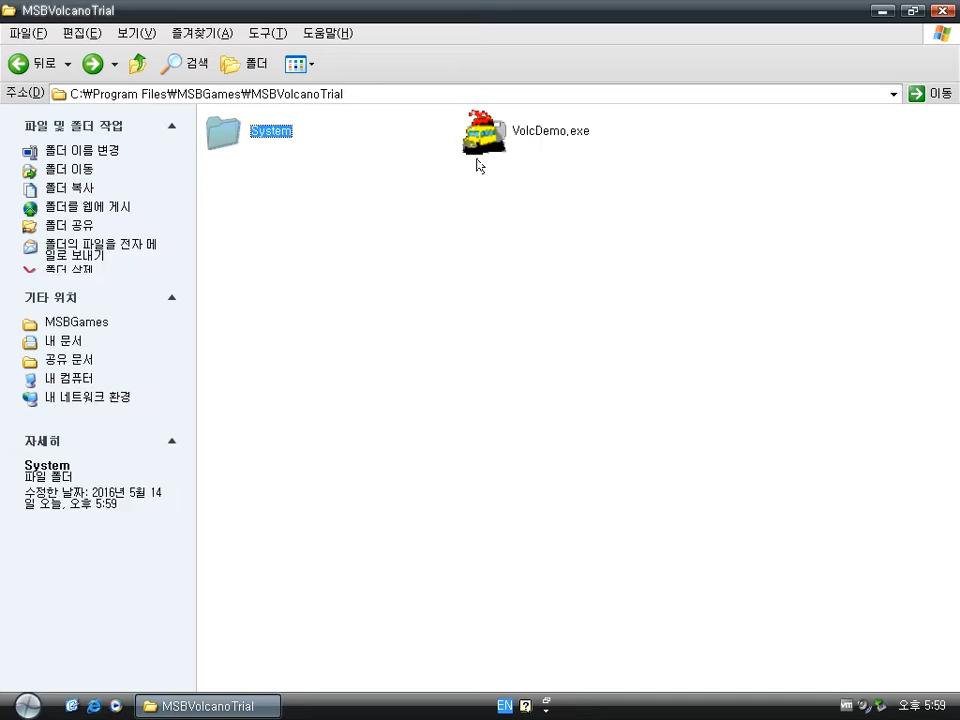 MSBVolcanoTrial
파일(F) 편집(E) 보기(V) 즐겨찾기(A) 도구(T) 도움말(H)
뒤로 검색 폴더
주소(D) C:₩Program Files₩MSBGames₩MSBVolcanoTrial 이동
파일 및 폴더 작업
폴더 이름 변경
폴더 이동
폴더 복사
폴더를 웹에 게시
폴더 공유
폴더의 파일을 전자 메
일로 보내기
폴더 삭제
기타 위치
MSBGames
내 문서
공유 문서
내 컴퓨터
내 네트워크 환경
자세히
System
파일 폴더
수정한 날짜: 2016년 5월 14
일 오늘, 오후 5:59
System
VolcDemo.exe
MSBVolcanoTrial
EN
vm
오후 5:59